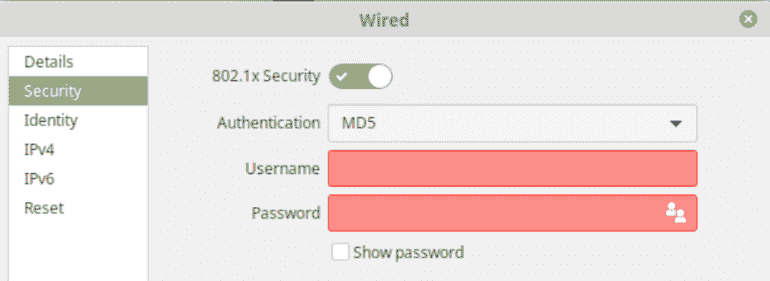 Wired
Details
Security
Identity
IPv4
IPv6
Reset
802.1x Security
Authentication MD5
Username
Password
Show password